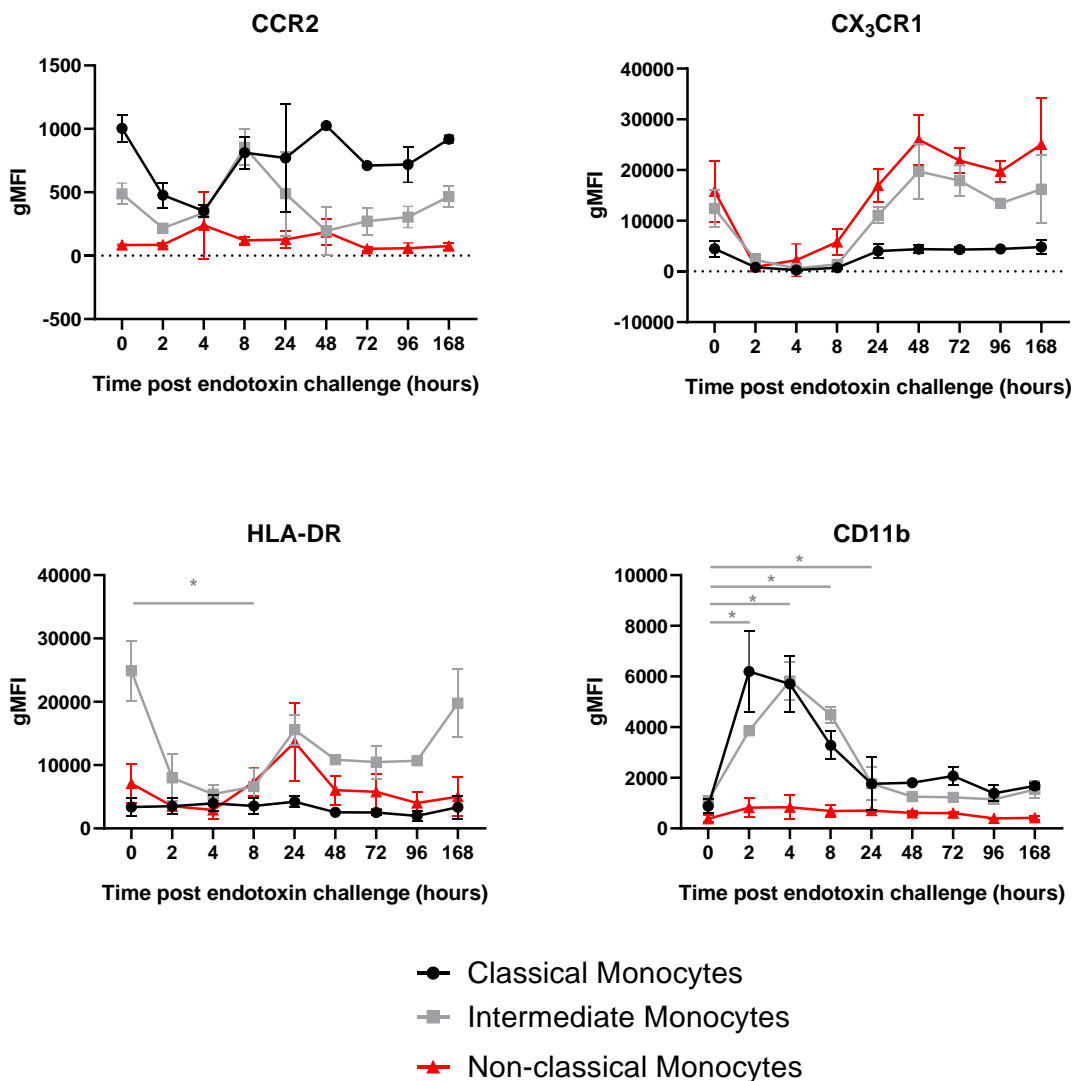 CCR2
1500
1000
500
0
-500
gMFI
0 2 4 8 24 48 72 96 168
Time post endotoxin challenge (hours)
CX3CR1
40000
30000
20000
10000
0
-10000
gMFI
0 2 4 8 24 48 72 96 168
Time post endotoxin challenge (hours)
HLA-DR
*
40000
30000
20000
10000
0
gMFI
0 2 4 8 24 48 72 96 168
Time post endotoxin challenge (hours)
CD11b
*
*
*
*
10000
8000
6000
4000
2000
0
gMFI
0 2 4 8 24 48 72 96 168
Time post endotoxin challenge (hours)
Classical Monocytes
Intermediate Monocytes
Non-classical Monocytes